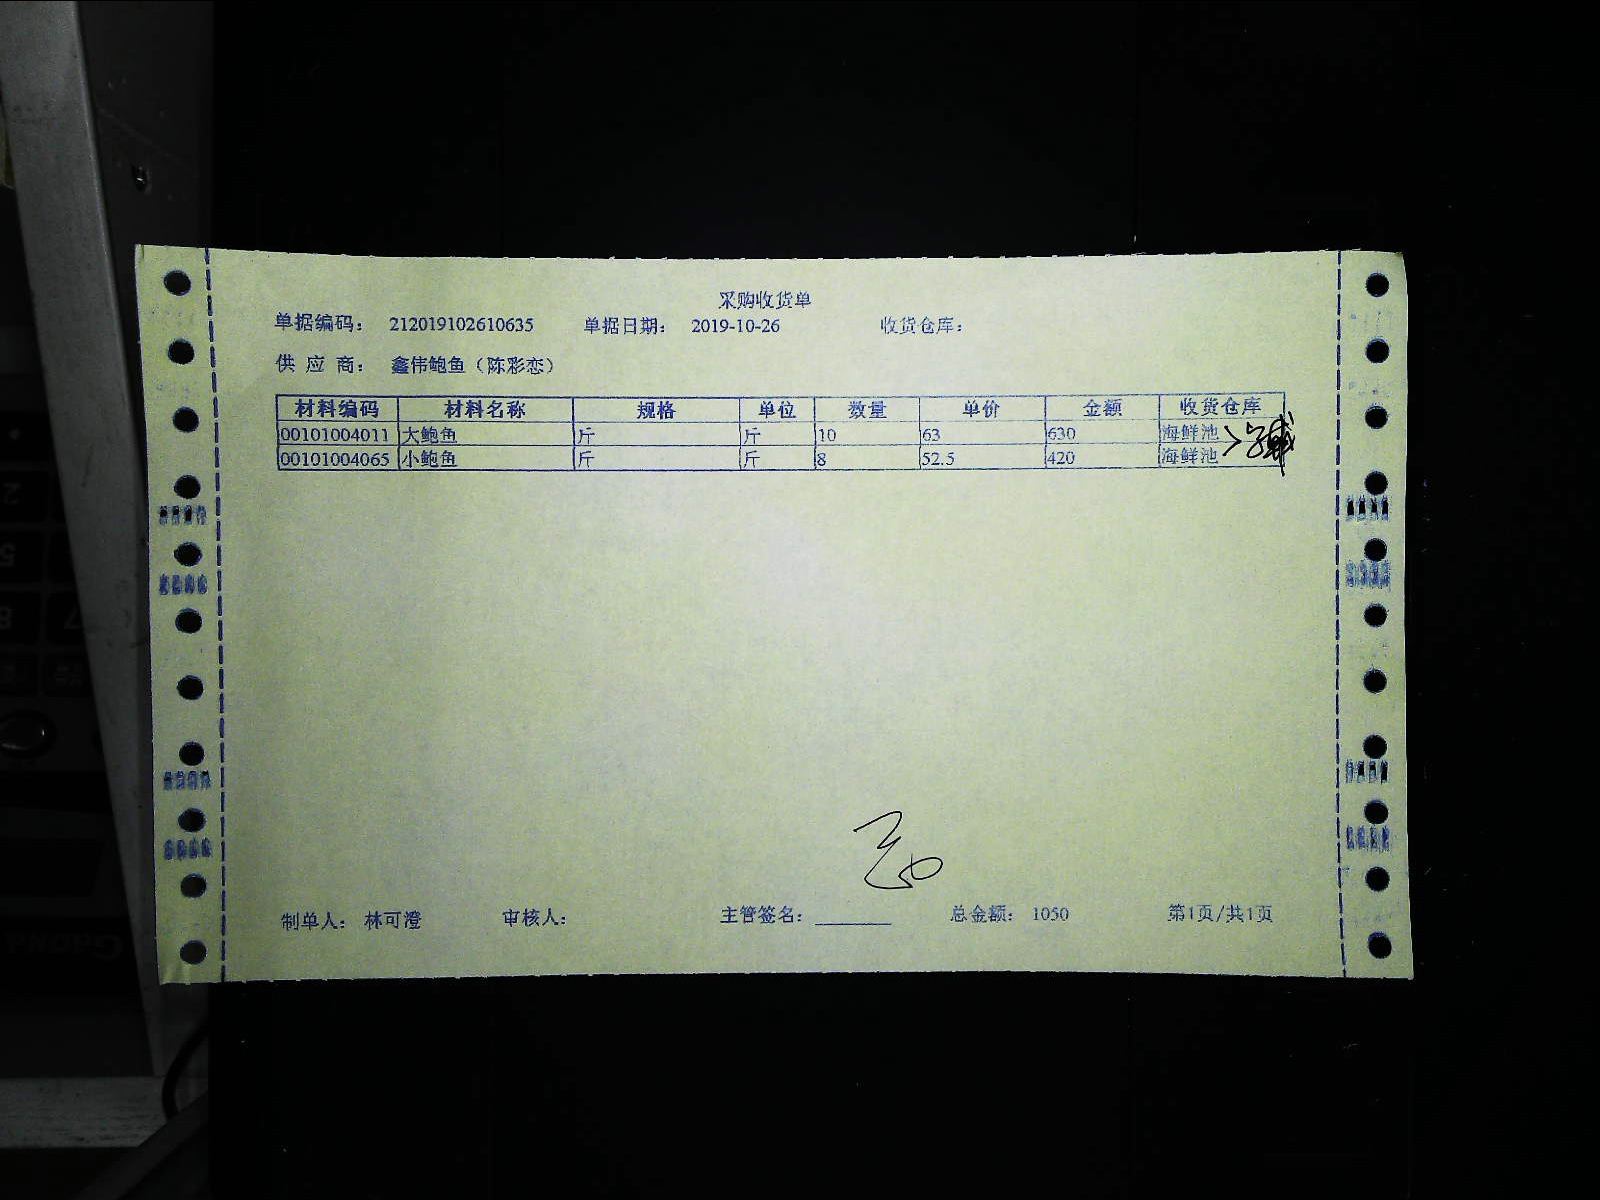 采购收货单
单据编码： 212019102610635 单据日期： 2019-10-26 收货仓库：
供 应 商： 鑫伟鲍鱼（陈彩恋）
材料编码 材料名称 规格 单位 数量 单价 金额 收货仓库
00101004011 大鲍鱼 斤 斤 10 63 630 海鲜池
00101004065 小鲍鱼 斤 斤 8 52.5 420 海鲜池
制单人： 林可澄 审核人： 主管签名： 总金额： 1050 第1页/共1页